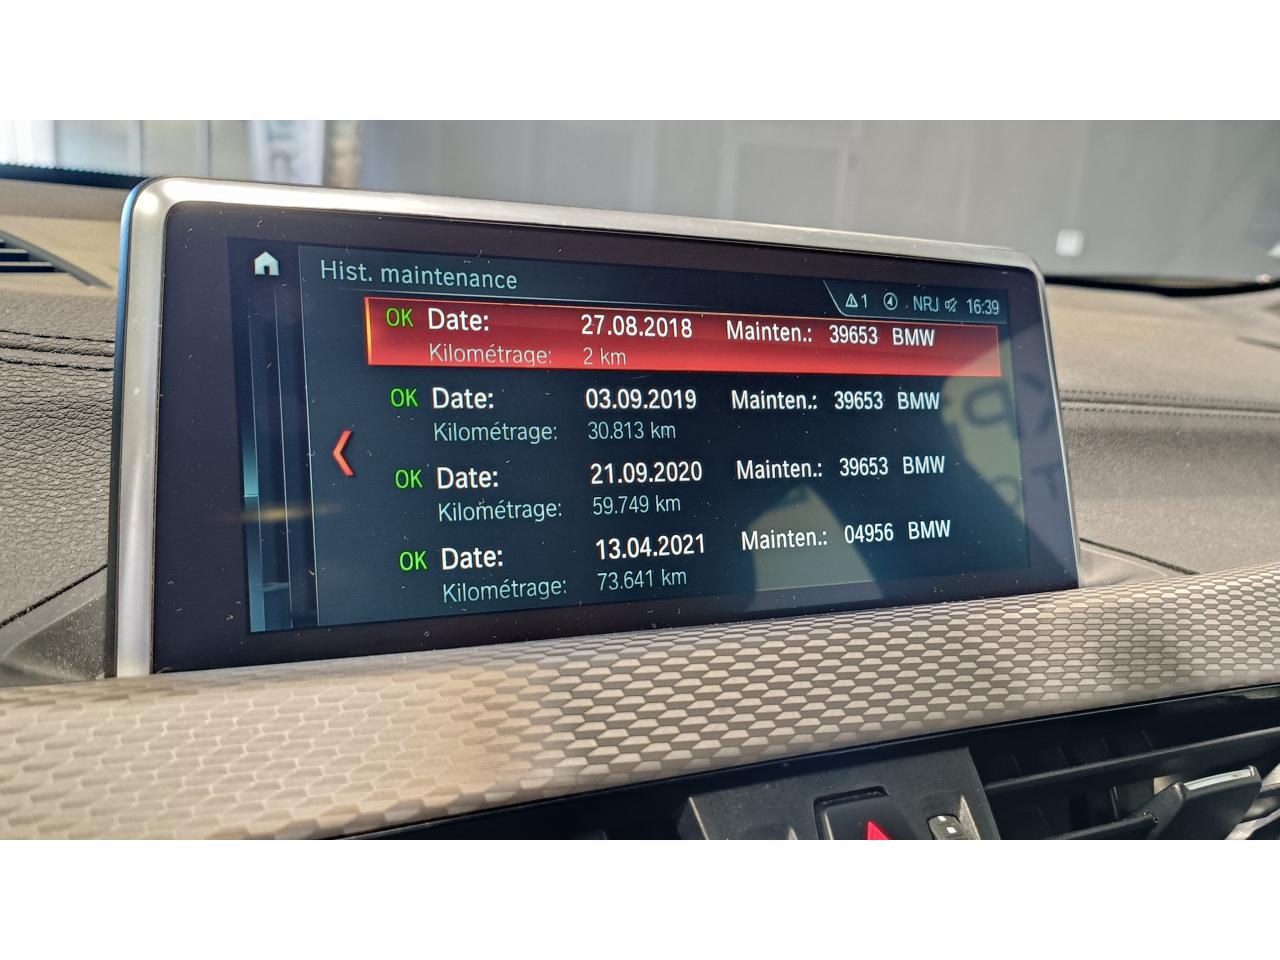 Hist. maintenance
1 NRJ 16:39
OK Date: 27.08.2018 Mainten.: 39653 BMW
Kilométrage: 2 km
OK Date: 03.09.2019 Mainten.: 39653 BMW
Kilométrage: 30.813 km
OK Date: 21.09.2020 Mainten.: 39653 BMW
Kilométrage: 59.749 km
OK Date: 13.04.2021 Mainten.: 04956 BMW
Kilométrage: 73.641 km